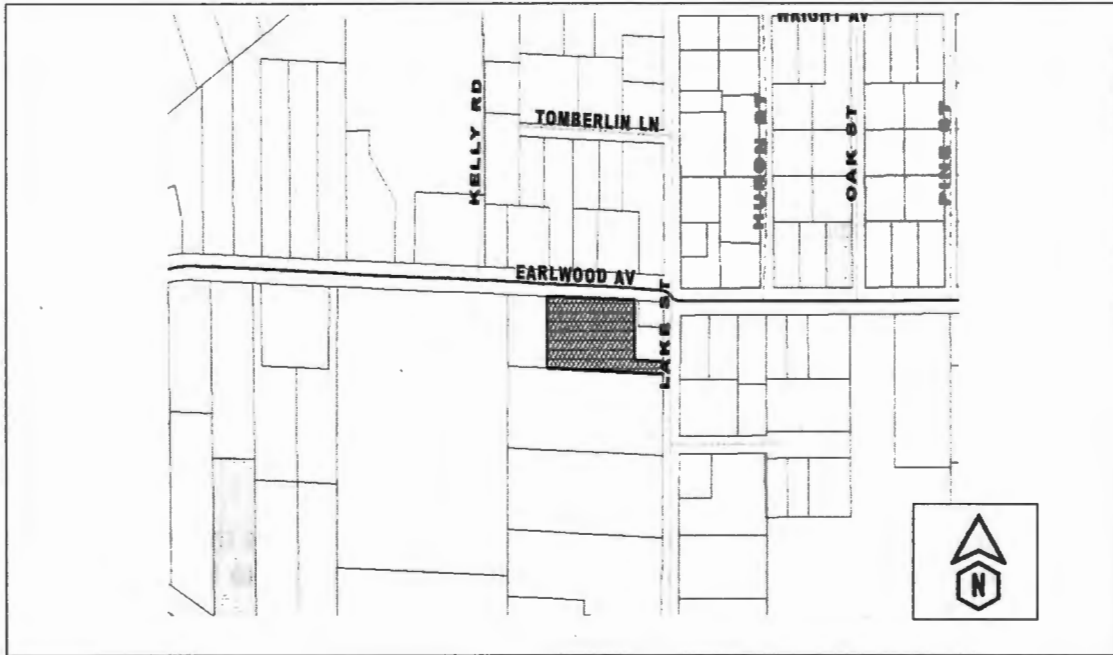 WRIGHT AV
KELLY RD
TOMBERLIN LN
HURON ST
OAK ST
PINE ST
EARLWOOD AV
LAKE ST
N